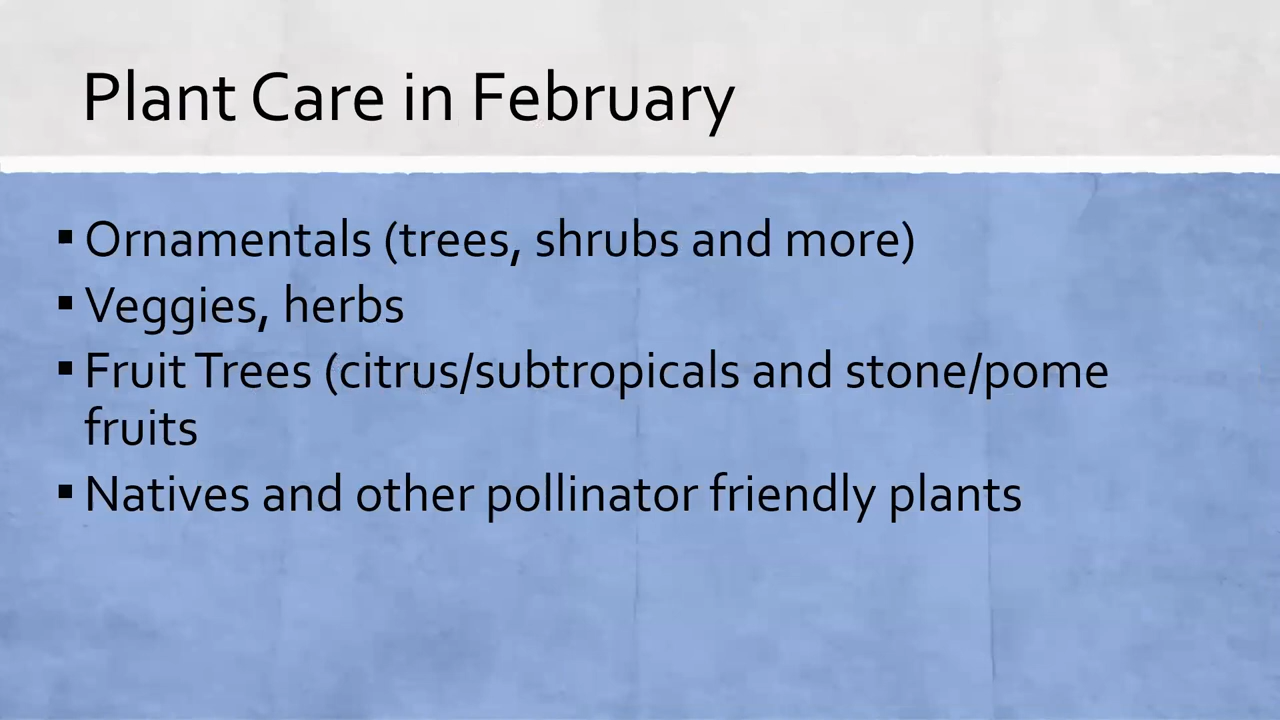 Plant Care in February
▪ Ornamentals (trees, shrubs and more)
▪ Veggies, herbs
▪ Fruit Trees (citrus/subtropicals and stone/pome
fruits
▪ Natives and other pollinator friendly plants